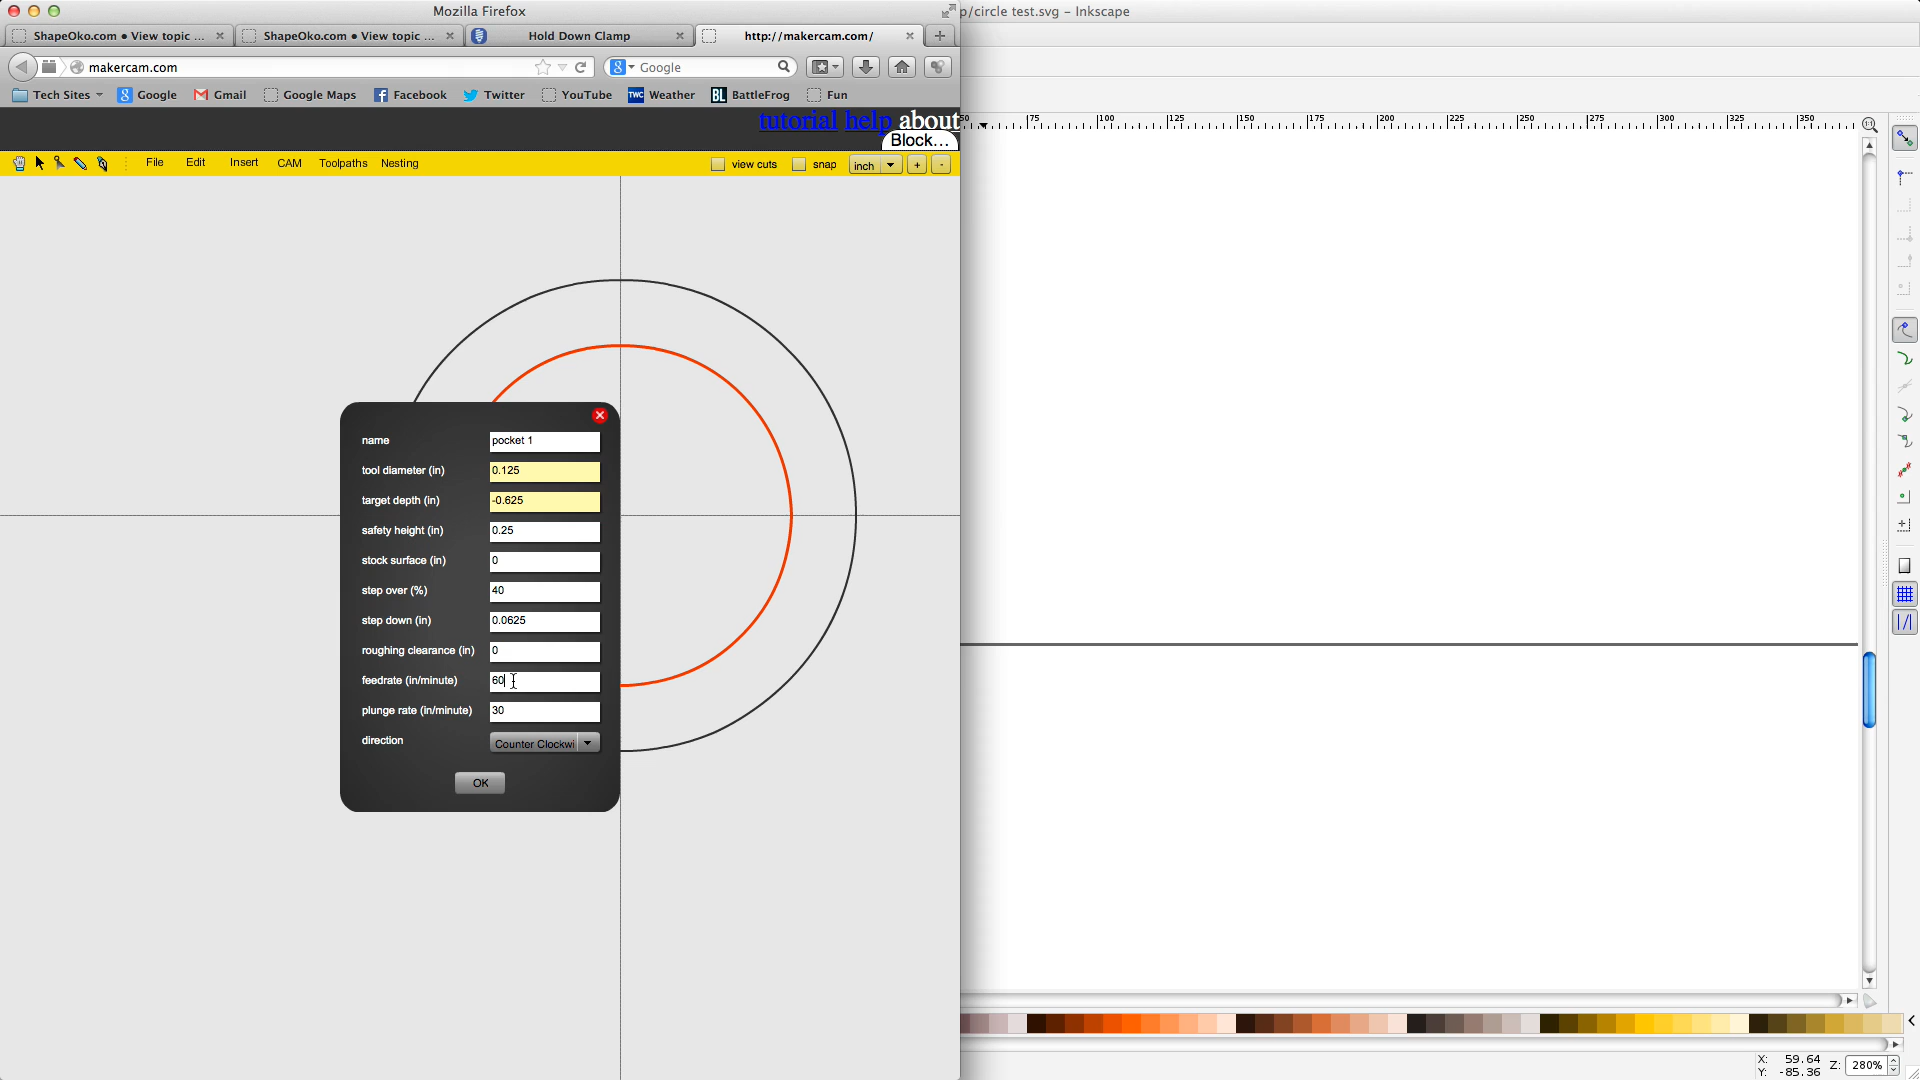 Mozilla Firefox
p/circle test.svg - Inkscape
ShapeOko.com • View topic ...
ShapeOko.com • View topic ...
Hold Down Clamp
http://makercam.com/
makercam.com
Google
Tech Sites
Google
Gmail
Google Maps
Facebook
Twitter
YouTube
TWC
Weather
BL
BattleFrog
Fun
tutorial help about
Block...
File
Edit
Insert
CAM
Toolpaths
Nesting
view cuts
snap
inch
+
-
50 75 100 125 150 175 200 225 250 275 300 325 350
name
pocket 1
tool diameter (in)
0.125
target depth (in)
-0.625
safety height (in)
0.25
stock surface (in)
0
step over (%)
40
step down (in)
0.0625
roughing clearance (in)
0
feedrate (in/minute)
60
plunge rate (in/minute)
30
direction
Counter Clockwi
OK
X: 59.64
Y: -85.36
Z: 280%